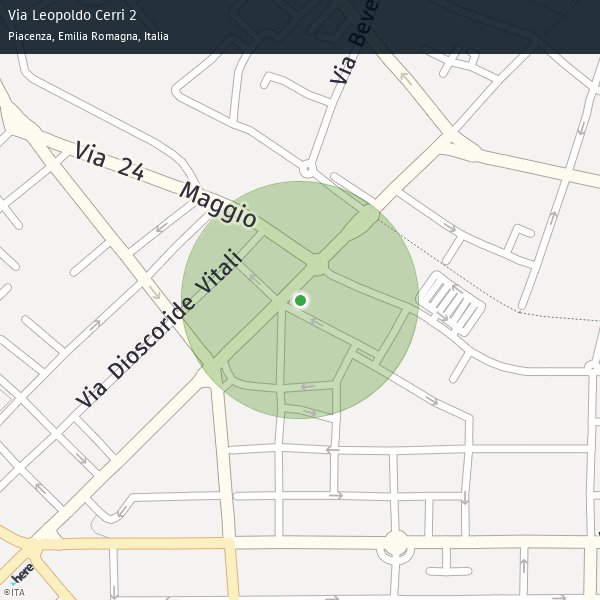 Via Leopoldo Cerri 2
Piacenza, Emilia Romagna, Italia
Via Beve
Via 24 Maggio
Via Dioscoride Vitali
here
©ITA